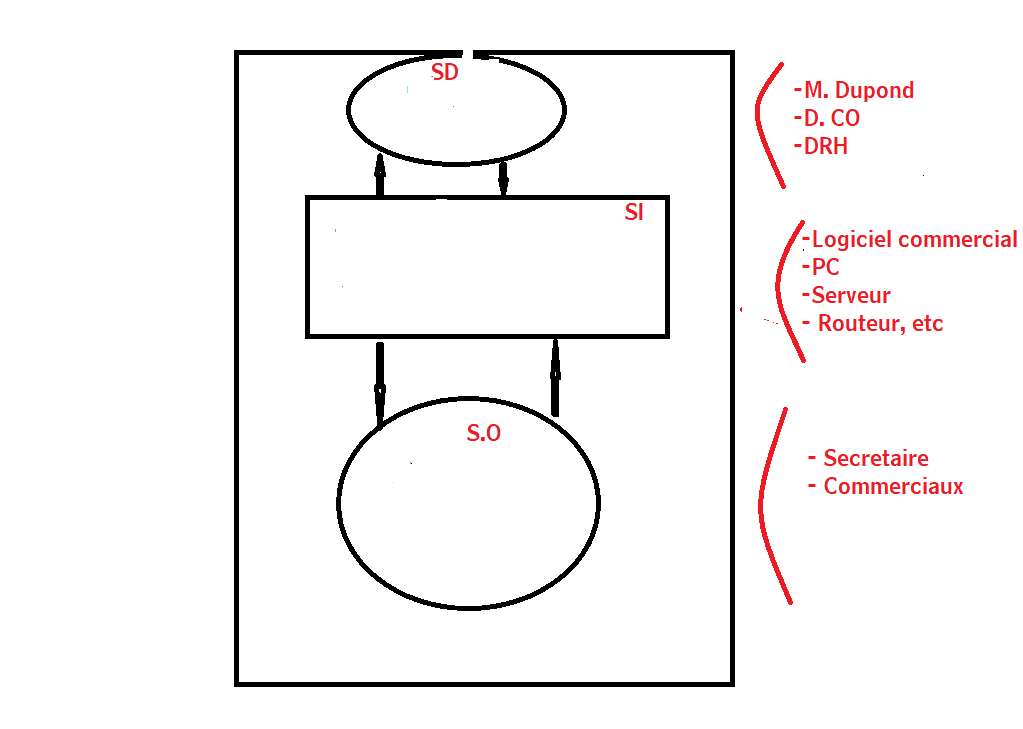 SD
-M. Dupond
-D. CO
-DRH
SI
-Logiciel commercial
-PC
-Serveur
- Routeur, etc
S.O
- Secretaire
- Commerciaux